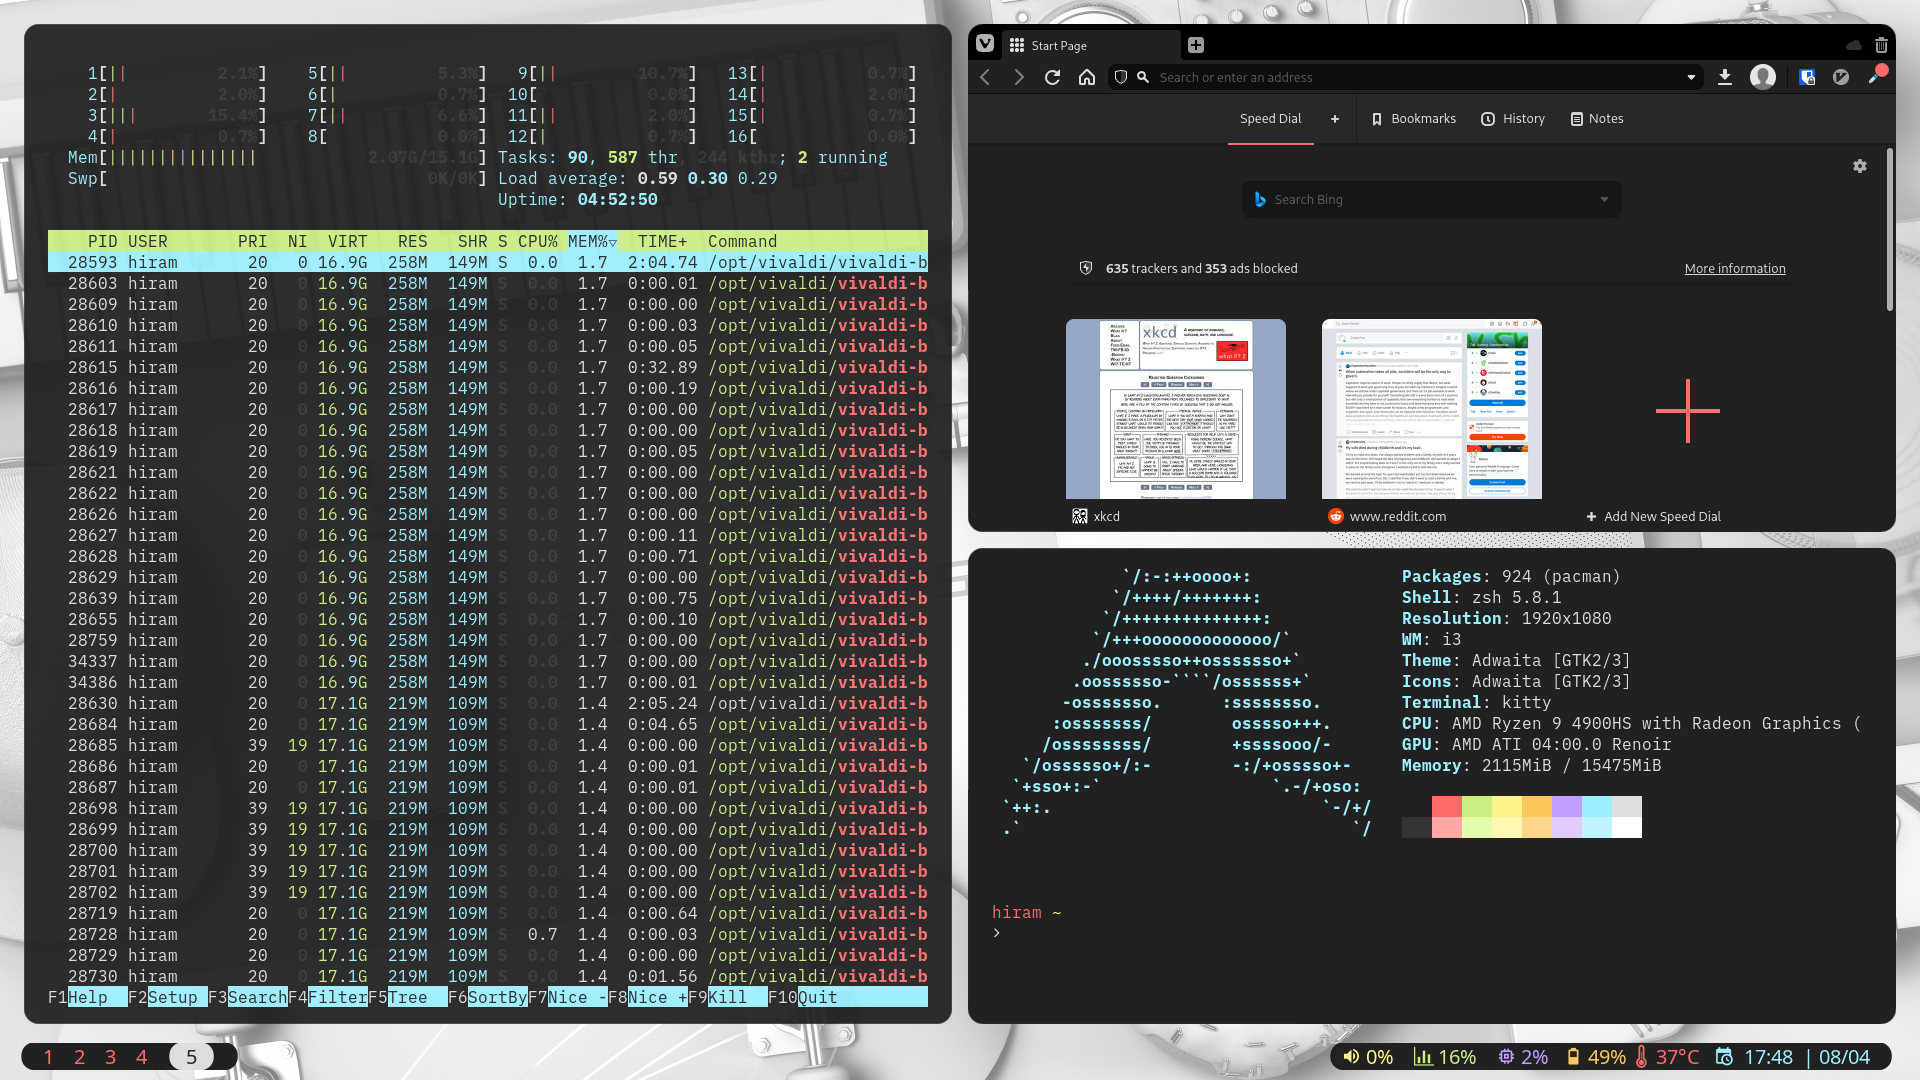 1[|| 2.1%] 5[|| 5.3%] 9[|| 10.7%] 13[| 0.7%]
2[| 2.0%] 6[| 0.7%] 10[ 0.0%] 14[| 2.0%]
3[||| 15.4%] 7[|| 6.6%] 11[|| 2.0%] 15[| 0.7%]
4[| 0.7%] 8[ 0.0%] 12[| 0.7%] 16[ 0.0%]
Mem[||||||||||||||| 2.07G/15.1G] Tasks: 90, 587 thr, 244 kthr; 2 running
Swp[ 0K/0K] Load average: 0.59 0.30 0.29
Uptime: 04:52:50
PID USER PRI NI VIRT RES SHR S CPU% MEM%▽ TIME+ Command
28593 hiram 20 0 16.9G 258M 149M S 0.0 1.7 2:04.74 /opt/vivaldi/vivaldi-b
28603 hiram 20 0 16.9G 258M 149M S 0.0 1.7 0:00.01 /opt/vivaldi/vivaldi-b
28609 hiram 20 0 16.9G 258M 149M S 0.0 1.7 0:00.00 /opt/vivaldi/vivaldi-b
28610 hiram 20 0 16.9G 258M 149M S 0.0 1.7 0:00.03 /opt/vivaldi/vivaldi-b
28611 hiram 20 0 16.9G 258M 149M S 0.0 1.7 0:00.05 /opt/vivaldi/vivaldi-b
28615 hiram 20 0 16.9G 258M 149M S 0.0 1.7 0:32.89 /opt/vivaldi/vivaldi-b
28616 hiram 20 0 16.9G 258M 149M S 0.0 1.7 0:00.19 /opt/vivaldi/vivaldi-b
28617 hiram 20 0 16.9G 258M 149M S 0.0 1.7 0:00.00 /opt/vivaldi/vivaldi-b
28618 hiram 20 0 16.9G 258M 149M S 0.0 1.7 0:00.00 /opt/vivaldi/vivaldi-b
28619 hiram 20 0 16.9G 258M 149M S 0.0 1.7 0:00.05 /opt/vivaldi/vivaldi-b
28621 hiram 20 0 16.9G 258M 149M S 0.0 1.7 0:00.00 /opt/vivaldi/vivaldi-b
28622 hiram 20 0 16.9G 258M 149M S 0.0 1.7 0:00.00 /opt/vivaldi/vivaldi-b
28626 hiram 20 0 16.9G 258M 149M S 0.0 1.7 0:00.00 /opt/vivaldi/vivaldi-b
28627 hiram 20 0 16.9G 258M 149M S 0.0 1.7 0:00.11 /opt/vivaldi/vivaldi-b
28628 hiram 20 0 16.9G 258M 149M S 0.0 1.7 0:00.71 /opt/vivaldi/vivaldi-b
28629 hiram 20 0 16.9G 258M 149M S 0.0 1.7 0:00.00 /opt/vivaldi/vivaldi-b
28639 hiram 20 0 16.9G 258M 149M S 0.0 1.7 0:00.75 /opt/vivaldi/vivaldi-b
28655 hiram 20 0 16.9G 258M 149M S 0.0 1.7 0:00.10 /opt/vivaldi/vivaldi-b
28759 hiram 20 0 16.9G 258M 149M S 0.0 1.7 0:00.00 /opt/vivaldi/vivaldi-b
34337 hiram 20 0 16.9G 258M 149M S 0.0 1.7 0:00.00 /opt/vivaldi/vivaldi-b
34386 hiram 20 0 16.9G 258M 149M S 0.0 1.7 0:00.01 /opt/vivaldi/vivaldi-b
28630 hiram 20 0 17.1G 219M 109M S 0.0 1.4 2:05.24 /opt/vivaldi/vivaldi-b
28684 hiram 20 0 17.1G 219M 109M S 0.0 1.4 0:04.65 /opt/vivaldi/vivaldi-b
28685 hiram 39 19 17.1G 219M 109M S 0.0 1.4 0:00.00 /opt/vivaldi/vivaldi-b
28686 hiram 20 0 17.1G 219M 109M S 0.0 1.4 0:00.01 /opt/vivaldi/vivaldi-b
28687 hiram 20 0 17.1G 219M 109M S 0.0 1.4 0:00.01 /opt/vivaldi/vivaldi-b
28698 hiram 39 19 17.1G 219M 109M S 0.0 1.4 0:00.00 /opt/vivaldi/vivaldi-b
28699 hiram 39 19 17.1G 219M 109M S 0.0 1.4 0:00.00 /opt/vivaldi/vivaldi-b
28700 hiram 39 19 17.1G 219M 109M S 0.0 1.4 0:00.00 /opt/vivaldi/vivaldi-b
28701 hiram 39 19 17.1G 219M 109M S 0.0 1.4 0:00.00 /opt/vivaldi/vivaldi-b
28702 hiram 39 19 17.1G 219M 109M S 0.0 1.4 0:00.00 /opt/vivaldi/vivaldi-b
28719 hiram 20 0 17.1G 219M 109M S 0.0 1.4 0:00.64 /opt/vivaldi/vivaldi-b
28728 hiram 20 0 17.1G 219M 109M S 0.7 1.4 0:00.03 /opt/vivaldi/vivaldi-b
28729 hiram 20 0 17.1G 219M 109M S 0.0 1.4 0:00.00 /opt/vivaldi/vivaldi-b
28730 hiram 20 0 17.1G 219M 109M S 0.0 1.4 0:01.56 /opt/vivaldi/vivaldi-b
F1Help F2Setup F3SearchF4FilterF5Tree F6SortByF7Nice -F8Nice +F9Kill F10Quit
Start Page
Search or enter an address
Speed Dial + Bookmarks History Notes
Search Bing
635 trackers and 353 ads blocked More information
xkcd
xkcd www.reddit.com + Add New Speed Dial
`/:-:++oooo+: Packages: 924 (pacman)
`/++++/+++++++: Shell: zsh 5.8.1
`/++++++++++++++: Resolution: 1920x1080
`/+++ooooooooooooo/` WM: i3
./ooosssso++osssssso+` Theme: Adwaita [GTK2/3]
.oossssso-````/ossssss+` Icons: Adwaita [GTK2/3]
-osssssso. :ssssssso. Terminal: kitty
:osssssss/ osssso+++. CPU: AMD Ryzen 9 4900HS with Radeon Graphics (
/ossssssss/ +ssssooo/- GPU: AMD ATI 04:00.0 Renoir
`/ossssso+/:- -:/+osssso+- Memory: 2115MiB / 15475MiB
`+sso+:-` `.-/+oso:
`++:. `-/+/
.` `/
hiram ~
>
1 2 3 4 5 0% 16% 2% 49% 37°C 17:48 | 08/04